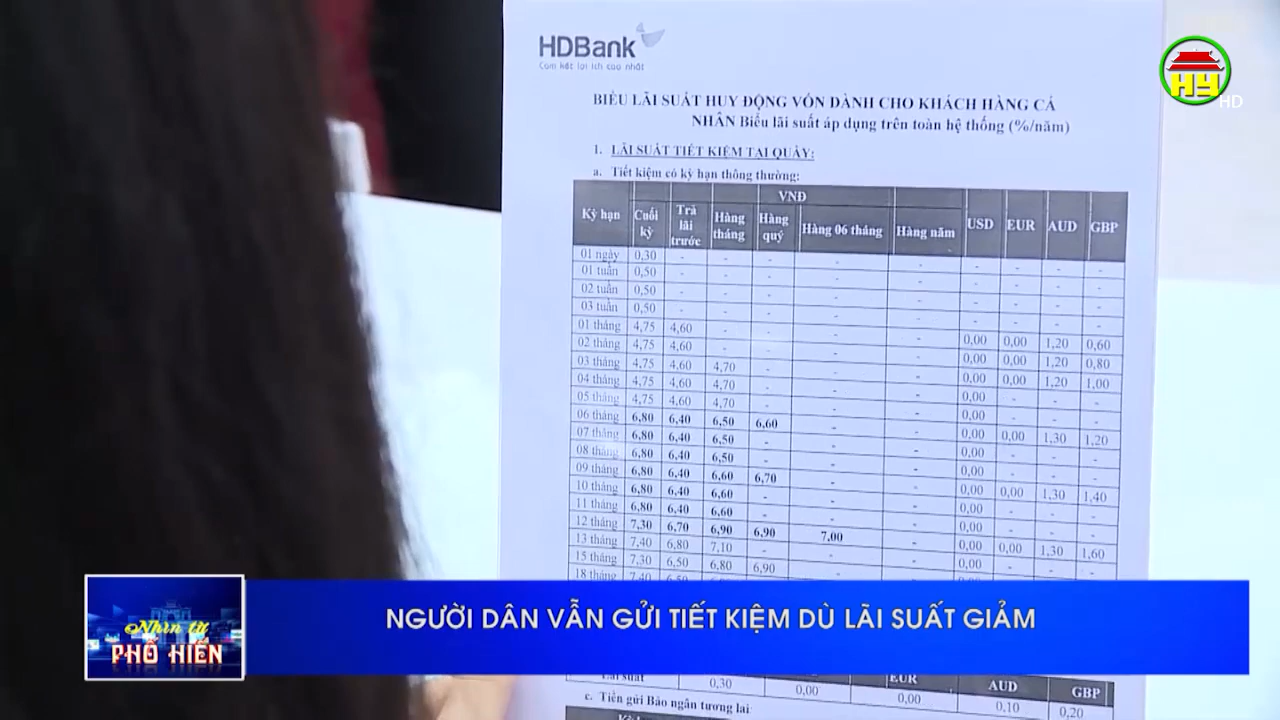 HDBank
Cam kết lợi ích cao nhất
HY
HD
BIỂU LÃI SUẤT HUY ĐỘNG VỐN DÀNH CHO KHÁCH HÀNG CÁ
NHÂN Biểu lãi suất áp dụng trên toàn hệ thống (%/năm)
1. LÃI SUẤT TIẾT KIỆM TẠI QUẦY:
a. Tiết kiệm có kỳ hạn thông thường:
VNĐ
Kỳ hạn Cuối kỳ Trả lãi trước Hàng tháng Hàng quý Hàng 06 tháng Hàng năm USD EUR AUD GBP
01 ngày 0,30 - - - - - - - - -
01 tuần 0,50 - - - - - - - - -
02 tuần 0,50 - - - - - - - - -
03 tuần 0,50 - - - - - - - - -
01 tháng 4,75 4,60 - - - - 0,00 0,00 1,20 0,60
02 tháng 4,75 4,60 - - - - 0,00 0,00 1,20 0,80
03 tháng 4,75 4,60 4,70 - - - 0,00 0,00 1,20 1,00
04 tháng 4,75 4,60 4,70 - - - 0,00 - - -
05 tháng 4,75 4,60 4,70 - - - 0,00 - - -
06 tháng 6,80 6,40 6,50 6,60 - - 0,00 0,00 1,30 1,20
07 tháng 6,80 6,40 6,50 - - - 0,00 - - -
08 tháng 6,80 6,40 6,50 - - - 0,00 - - -
09 tháng 6,80 6,40 6,60 6,70 - - 0,00 0,00 1,30 1,40
10 tháng 6,80 6,40 6,60 - - - 0,00 - - -
11 tháng 6,80 6,40 6,60 - - - 0,00 - - -
12 tháng 7,30 6,70 6,90 6,90 7,00 - 0,00 0,00 1,30 1,60
13 tháng 7,40 6,80 7,10 - - - 0,00 - - -
15 tháng 7,30 6,50 6,80 6,90 - - 0,00 - - -
18 tháng 7,40
NGƯỜI DÂN VẪN GỬI TIẾT KIỆM DÙ LÃI SUẤT GIẢM
Nhìn từ
PHỐ HIẾN
EUR AUD GBP
Lãi suất 0,30 0,00 0,00 0,10 0,20
c. Tiền gửi Bảo ngân tương lai: